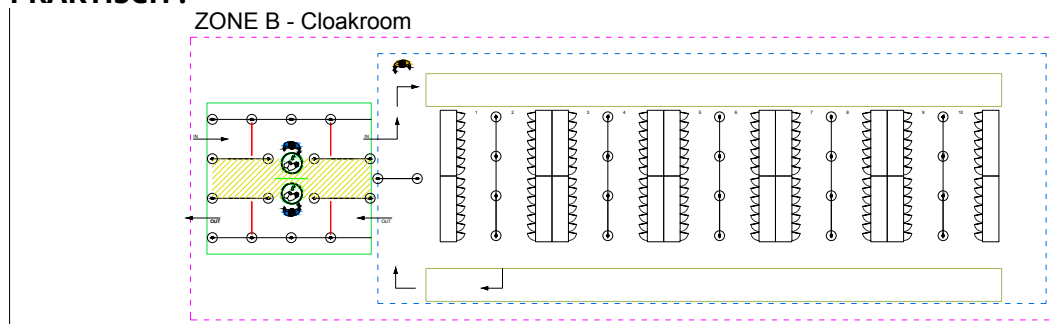 PRAKTISCH :
ZONE B - Cloakroom
1 2 3 4 5 6 7 8 9 10
IN IN
OUT OUT